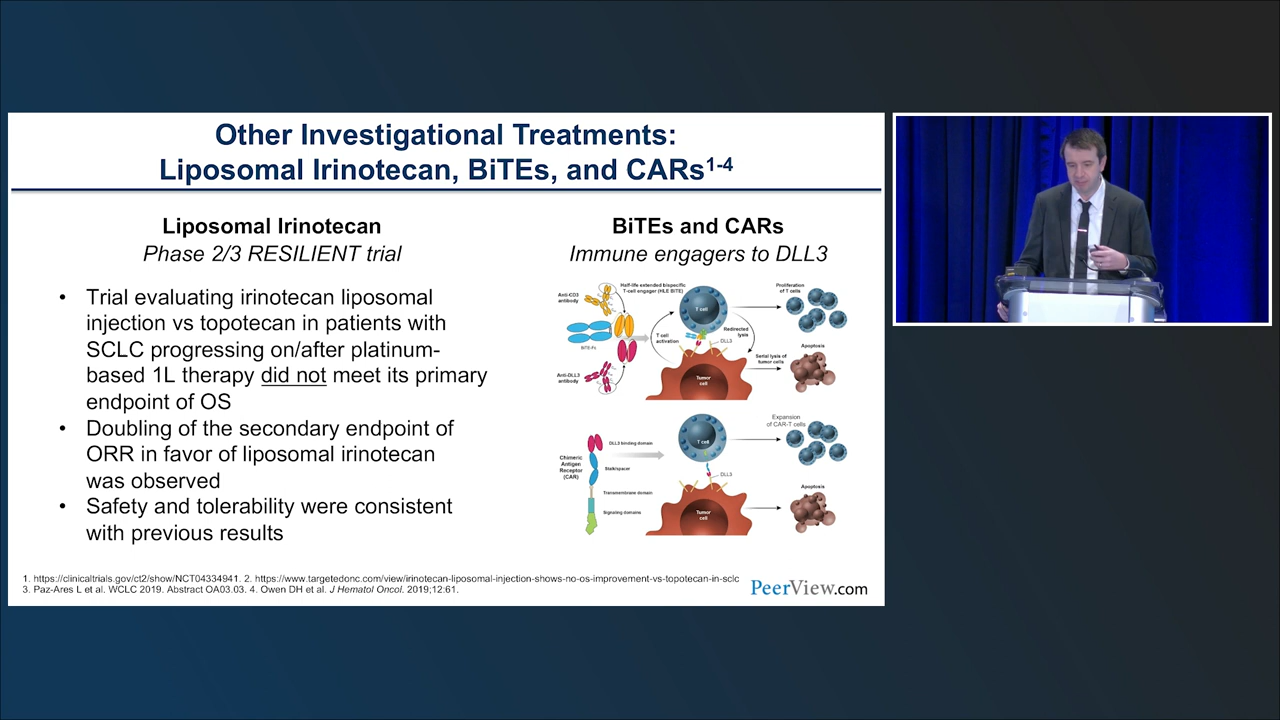 Other Investigational Treatments:
Liposomal Irinotecan, BiTEs, and CARs1-4
Liposomal Irinotecan
Phase 2/3 RESILIENT trial
• Trial evaluating irinotecan liposomal
injection vs topotecan in patients with
SCLC progressing on/after platinum-
based 1L therapy did not meet its primary
endpoint of OS
• Doubling of the secondary endpoint of
ORR in favor of liposomal irinotecan
was observed
• Safety and tolerability were consistent
with previous results
BiTEs and CARs
Immune engagers to DLL3
Anti-CD3
antibody
BiTE-Fc
Anti-DLL3
antibody
Half-life extended bispecific
T-cell engager (HLE BiTE)
T cell
T cell
activation
Redirected
lysis
DLL3
Tumor
cell
Proliferation
of T cells
Serial lysis of
tumor cells
Apoptosis
Chimeric
Antigen
Receptor
(CAR)
DLL3 binding domain
Stalk/spacer
Transmembrane domain
Signaling domains
T cell
DLL3
Tumor
cell
Expansion
of CAR-T cells
Apoptosis
1. https://clinicaltrials.gov/ct2/show/NCT04334941. 2. https://www.targetedonc.com/view/irinotecan-liposomal-injection-shows-no-os-improvement-vs-topotecan-in-sclc
3. Paz-Ares L et al. WCLC 2019. Abstract OA03.03. 4. Owen DH et al. J Hematol Oncol. 2019;12:61.
PeerView.com